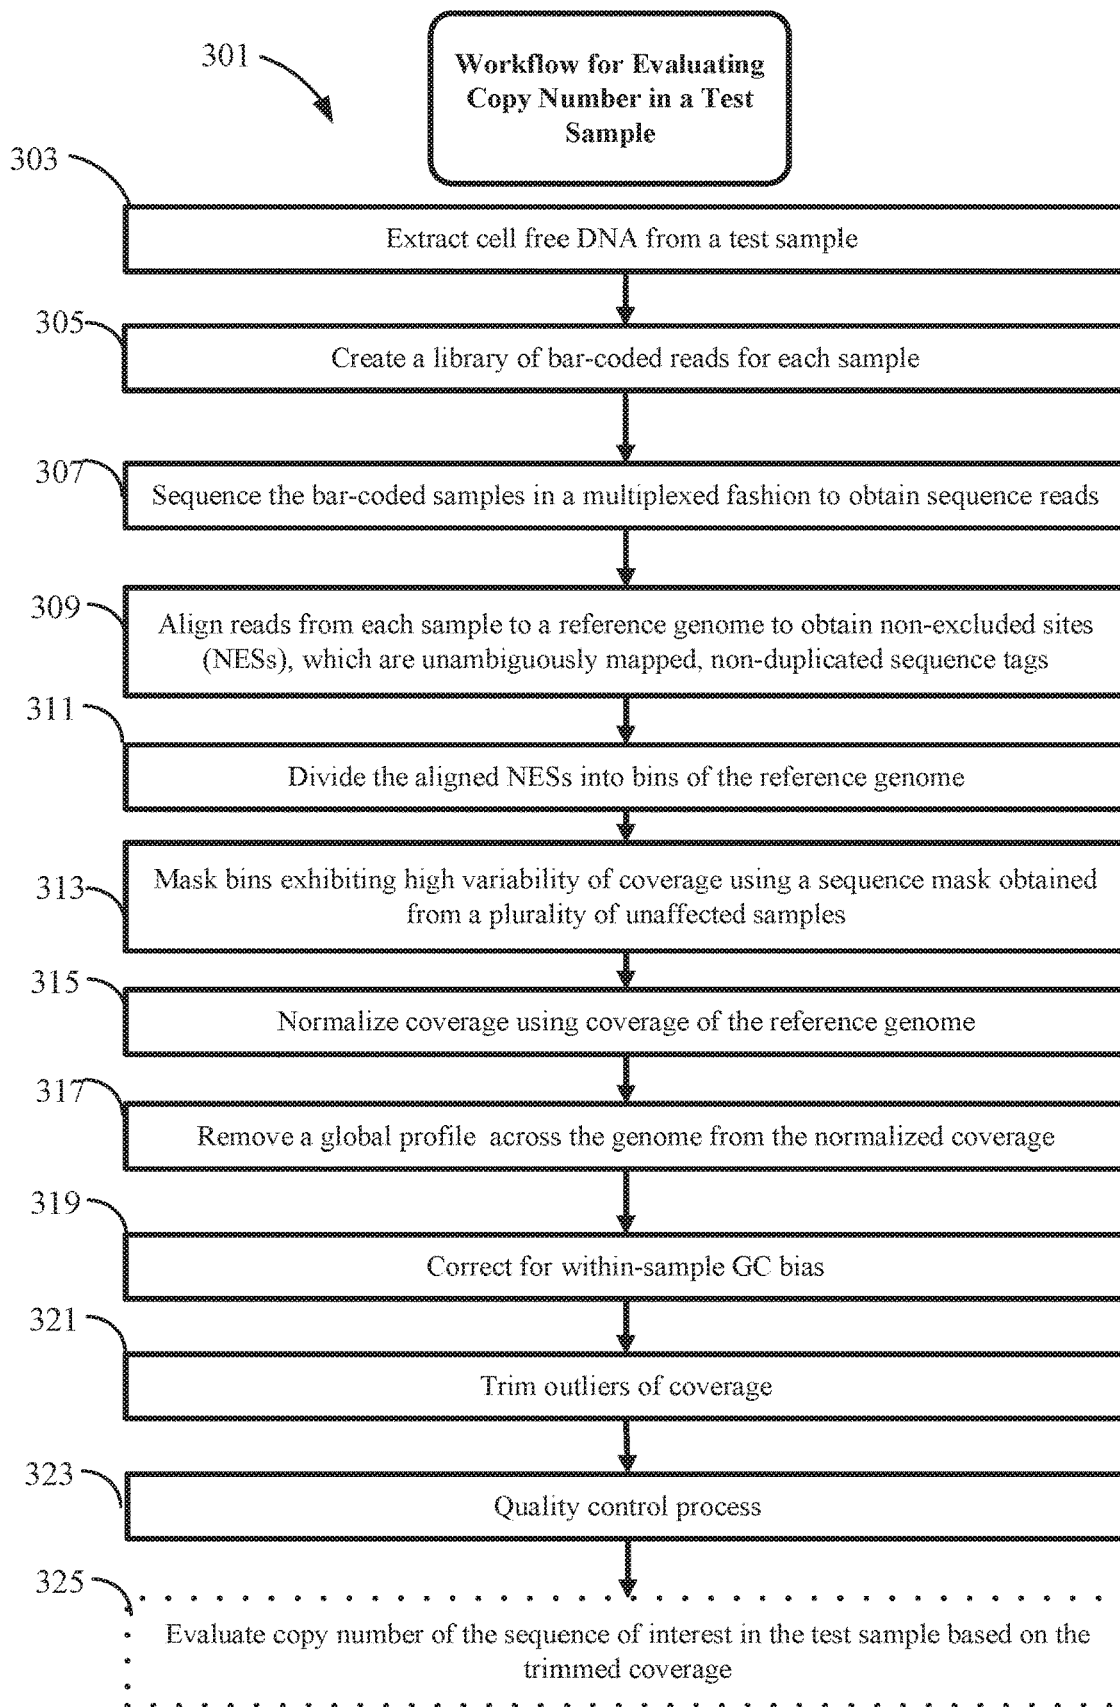 301
Workflow for Evaluating
Copy Number in a Test
Sample
303
Extract cell free DNA from a test sample
305
Create a library of bar-coded reads for each sample
307
Sequence the bar-coded samples in a multiplexed fashion to obtain sequence reads
309
Align reads from each sample to a reference genome to obtain non-excluded sites
(NESs), which are unambiguously mapped, non-duplicated sequence tags
311
Divide the aligned NESs into bins of the reference genome
313
Mask bins exhibiting high variability of coverage using a sequence mask obtained
from a plurality of unaffected samples
315
Normalize coverage using coverage of the reference genome
317
Remove a global profile across the genome from the normalized coverage
319
Correct for within-sample GC bias
321
Trim outliers of coverage
323
Quality control process
325
Evaluate copy number of the sequence of interest in the test sample based on the
trimmed coverage